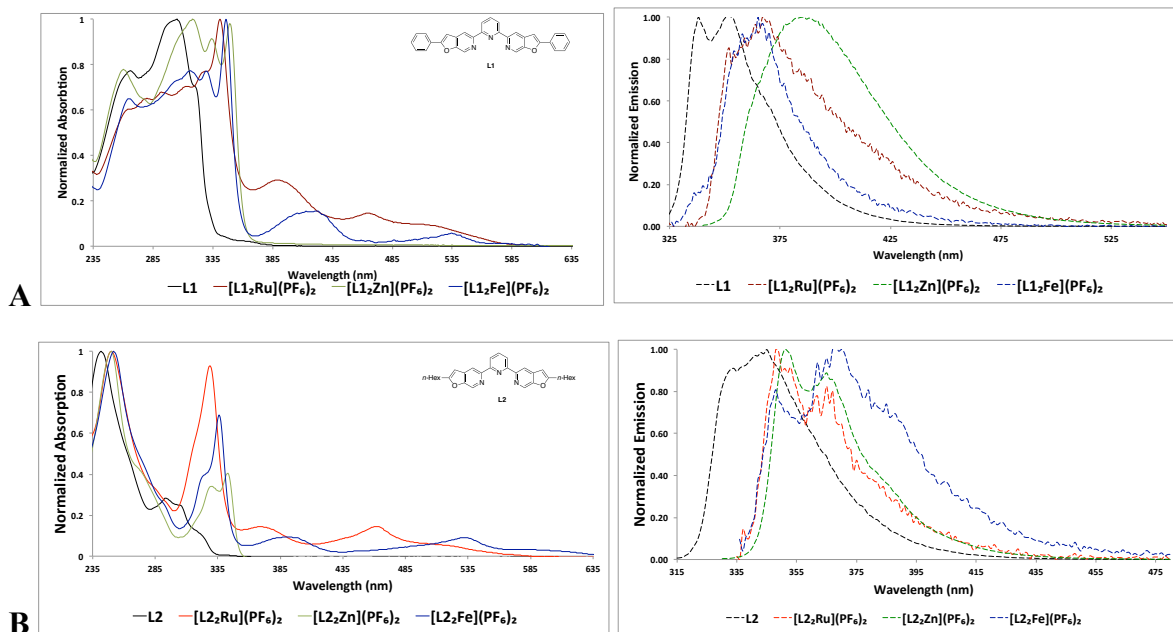 A
Normalized Absorption
1
0.8
0.6
0.4
0.2
0
235 285 345 385 435 485 535 585 635
Wavelength (nm)
N
N
N
O
O
L1
L1 [L1₂Ru](PF₆)₂ [L1₂Zn](PF₆)₂ [L1₂Fe](PF₆)₂
Normalized Emission
1.00
0.80
0.60
0.40
0.20
0.00
325 375 425 475 525
Wavelength (nm)
L1 [L1₂Ru](PF₆)₂ [L1₂Zn](PF₆)₂ [L1₂Fe](PF₆)₂
B
Normalized Absorption
1
0.8
0.6
0.4
0.2
0
235 285 335 385 435 485 535 585 635
Wavelength (nm)
n-Hex
O
N
N
N
O
n-Hex
L2
L2 [L2₂Ru](PF₆)₂ [L2₂Zn](PF₆)₂ [L2₂Fe](PF₆)₂
Normalized Emission
1.00
0.80
0.60
0.40
0.20
0.00
315 335 355 375 395 415 435 455 475
Wavelength (nm)
L2 [L2₂Ru](PF₆)₂ [L2₂Zn](PF₆)₂ [L2₂Fe](PF₆)₂